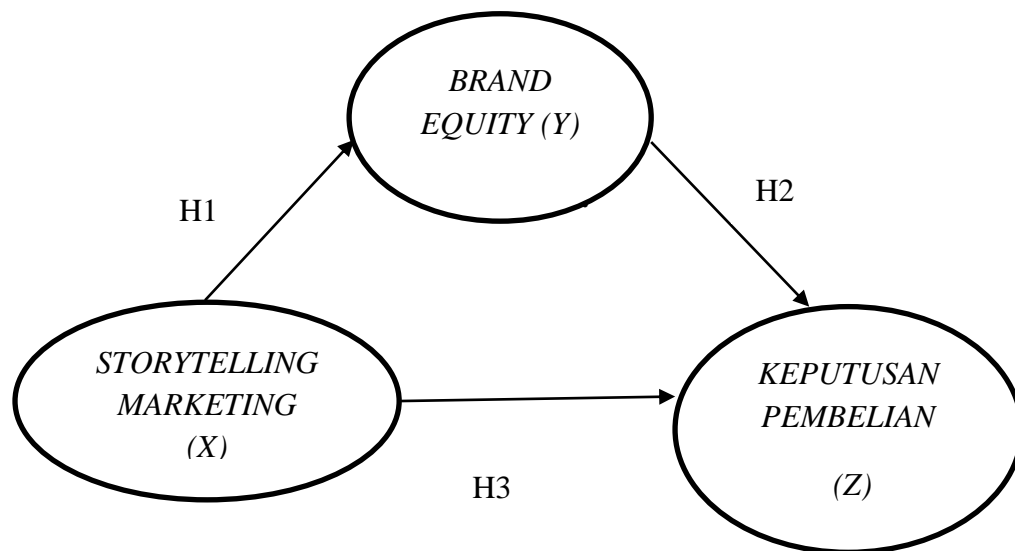 BRAND
EQUITY (Y)
H1
H2
STORYTELLING
MARKETING
(X)
KEPUTUSAN
PEMBELIAN
(Z)
H3